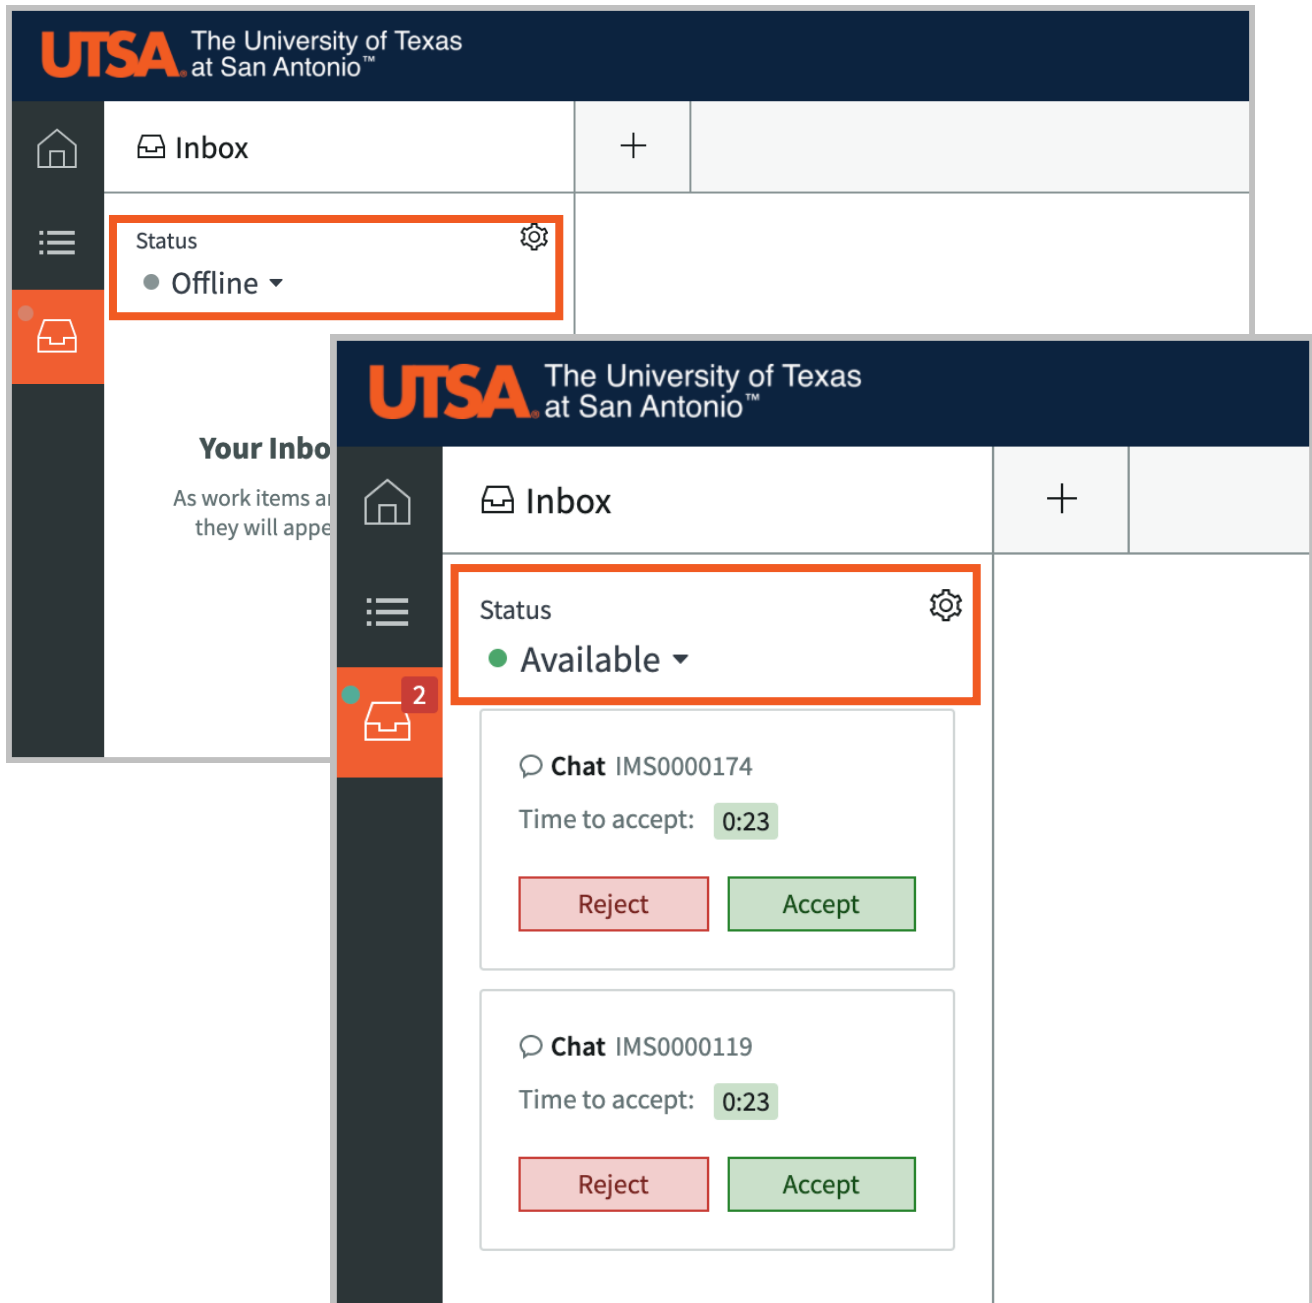 UTSA. The University of Texas
at San Antonio™
Inbox
Status
Offline
Your Inbo
As work items a
they will appe
UTSA. The University of Texas
at San Antonio™
Inbox
Status
Available
2
Chat IMS0000174
Time to accept: 0:23
Reject Accept
Chat IMS0000119
Time to accept: 0:23
Reject Accept